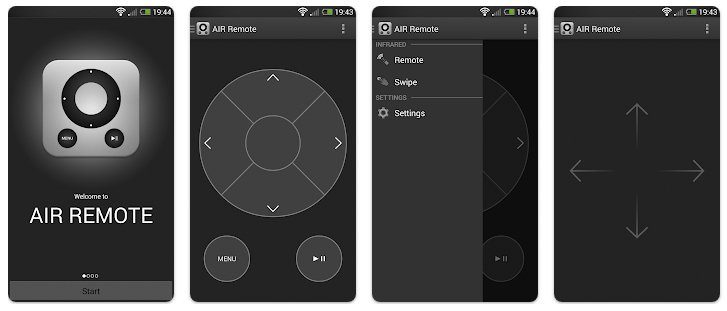 19:44
MENU
Welcome to
AIR REMOTE
Start
19:43
AIR Remote
MENU
19:44
AIR Remote
INFRARED
Remote
Swipe
SETTINGS
Settings
19:43
AIR Remote